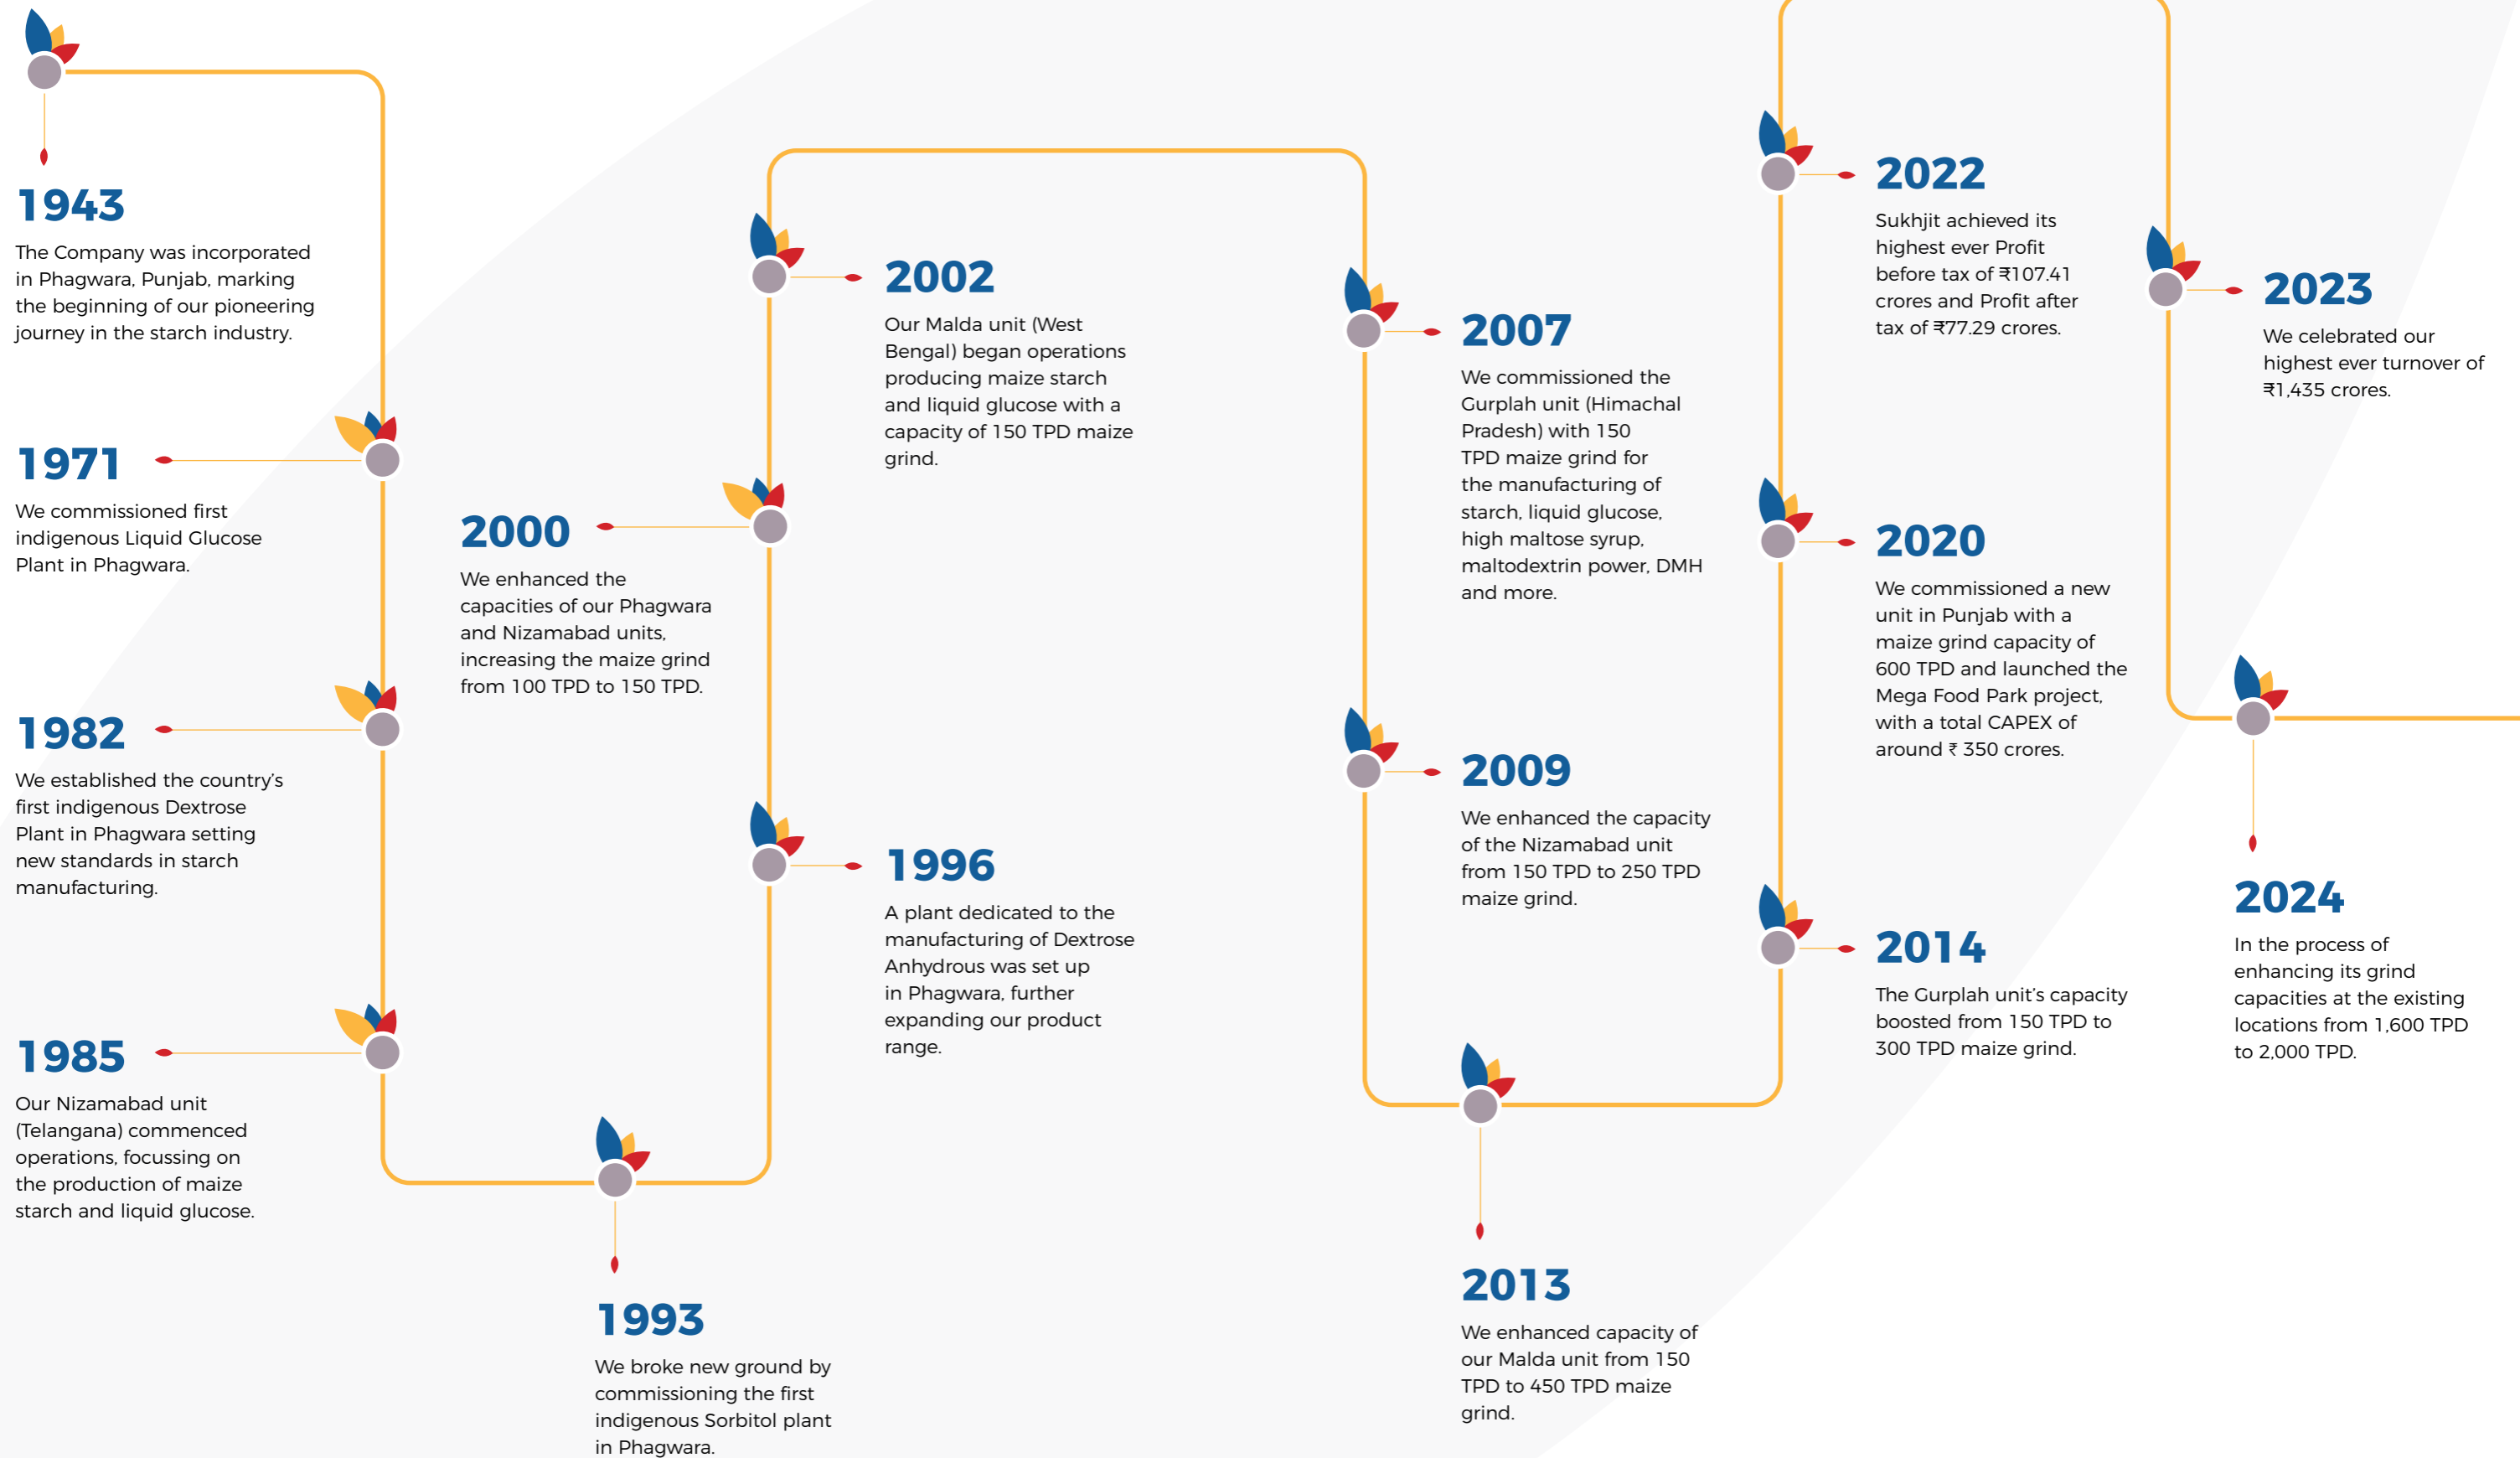 1943
The Company was incorporated
in Phagwara, Punjab, marking
the beginning of our pioneering
journey in the starch industry.
1971
We commissioned first
indigenous Liquid Glucose
Plant in Phagwara.
1982
We established the country’s
first indigenous Dextrose
Plant in Phagwara setting
new standards in starch
manufacturing.
1985
Our Nizamabad unit
(Telangana) commenced
operations, focussing on
the production of maize
starch and liquid glucose.
1993
We broke new ground by
commissioning the first
indigenous Sorbitol plant
in Phagwara.
1996
A plant dedicated to the
manufacturing of Dextrose
Anhydrous was set up
in Phagwara, further
expanding our product
range.
2000
We enhanced the
capacities of our Phagwara
and Nizamabad units,
increasing the maize grind
from 100 TPD to 150 TPD.
2002
Our Malda unit (West
Bengal) began operations
producing maize starch
and liquid glucose with a
capacity of 150 TPD maize
grind.
2007
We commissioned the
Gurplah unit (Himachal
Pradesh) with 150
TPD maize grind for
the manufacturing of
starch, liquid glucose,
high maltose syrup,
maltodextrin power, DMH
and more.
2009
We enhanced the capacity
of the Nizamabad unit
from 150 TPD to 250 TPD
maize grind.
2013
We enhanced capacity of
our Malda unit from 150
TPD to 450 TPD maize
grind.
2014
The Gurplah unit’s capacity
boosted from 150 TPD to
300 TPD maize grind.
2020
We commissioned a new
unit in Punjab with a
maize grind capacity of
600 TPD and launched the
Mega Food Park project,
with a total CAPEX of
around ₹ 350 crores.
2022
Sukhjit achieved its
highest ever Profit
before tax of ₹107.41
crores and Profit after
tax of ₹77.29 crores.
2023
We celebrated our
highest ever turnover of
₹1,435 crores.
2024
In the process of
enhancing its grind
capacities at the existing
locations from 1,600 TPD
to 2,000 TPD.